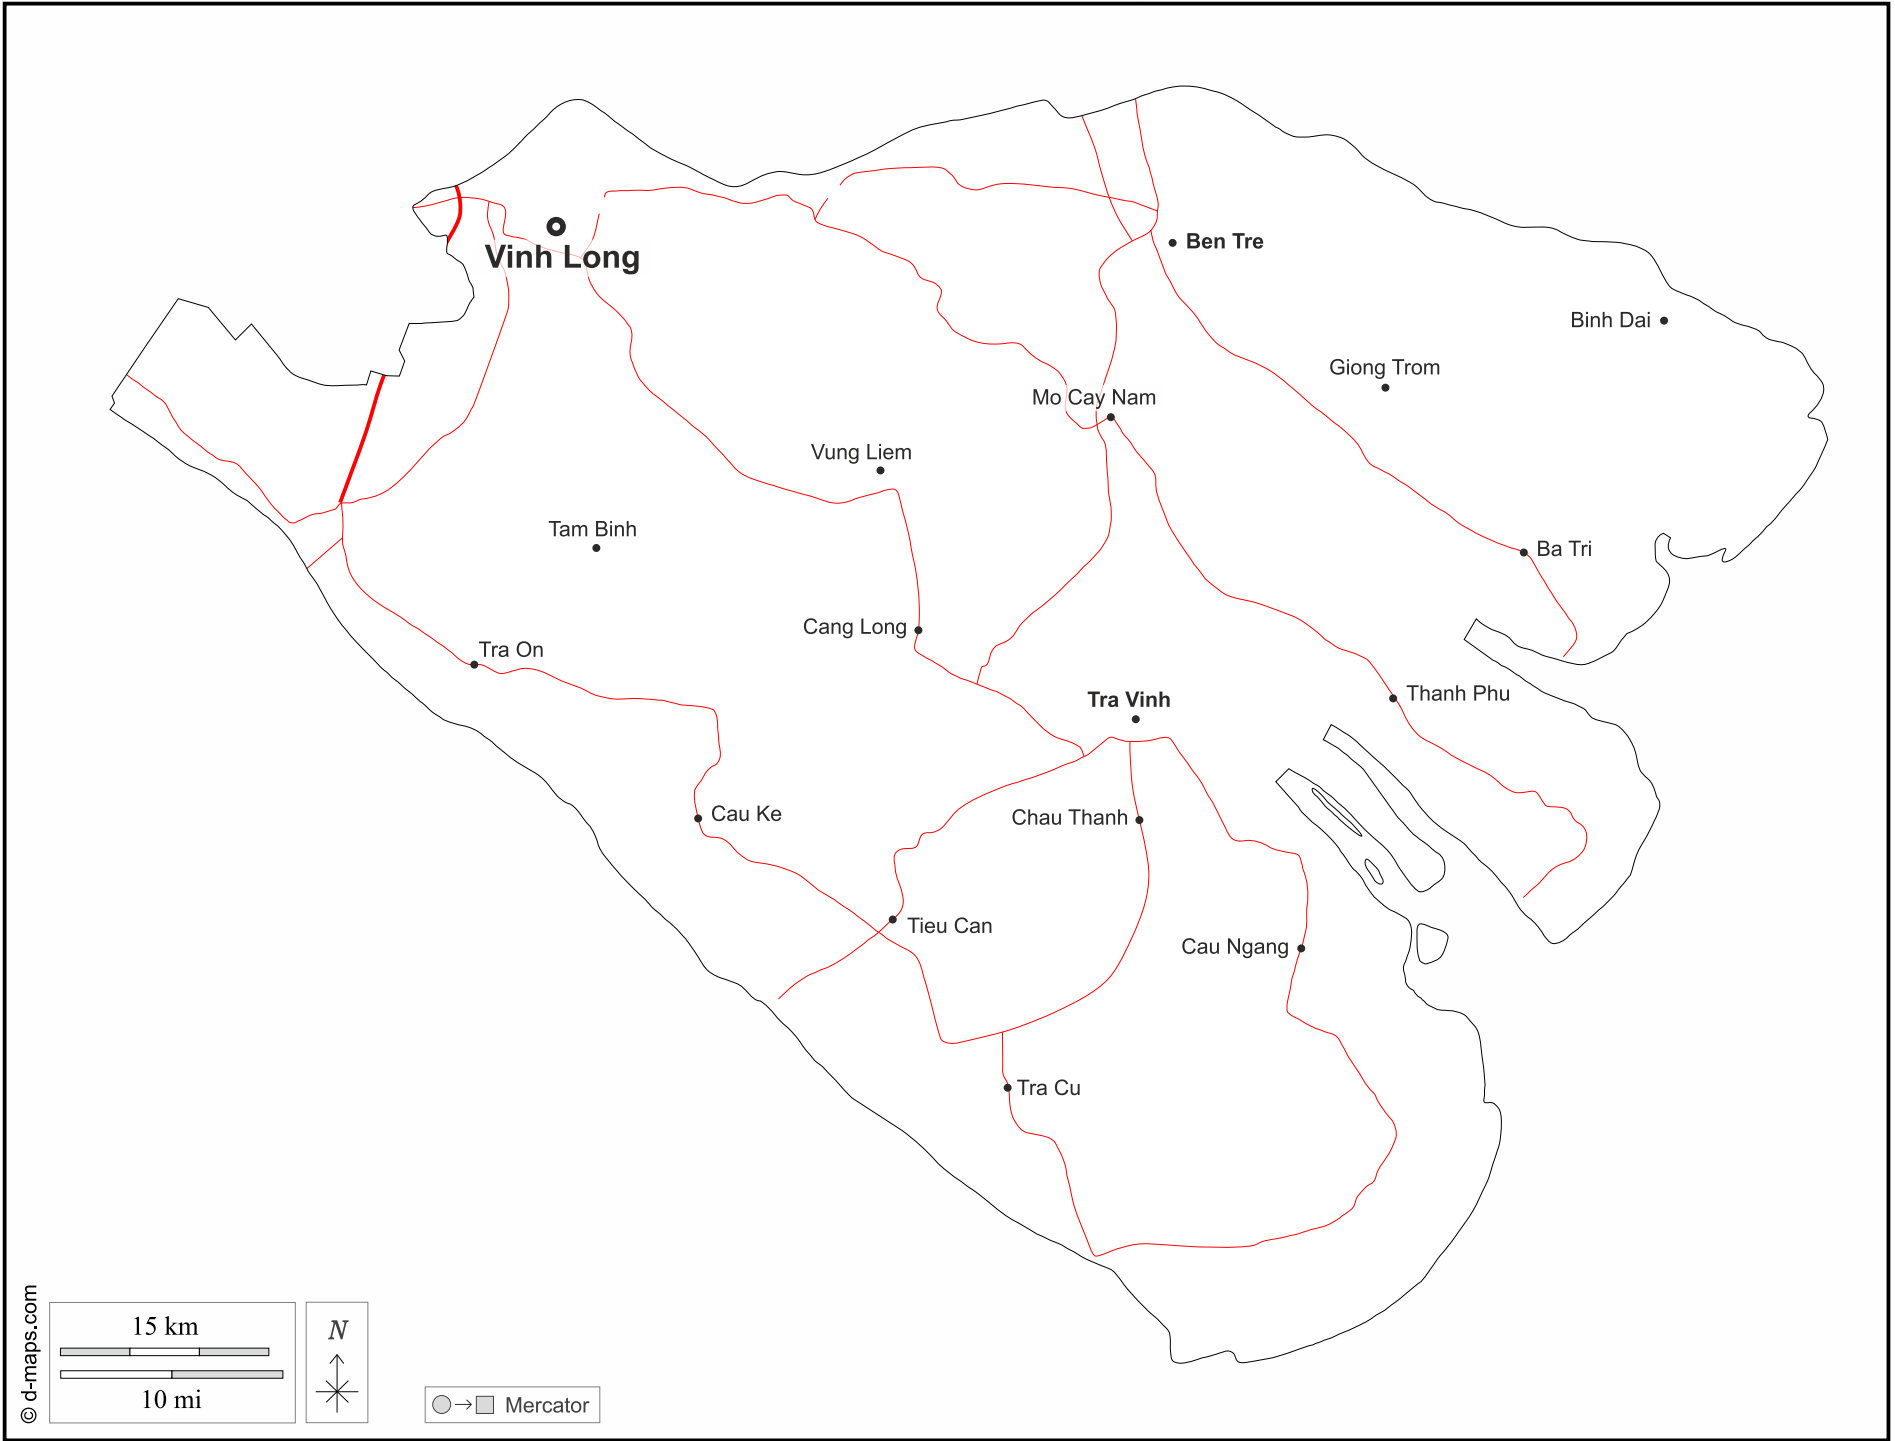 Vinh Long
Ben Tre
Binh Dai
Giong Trom
Mo Cay Nam
Vung Liem
Tam Binh
Ba Tri
Cang Long
Tra On
Thanh Phu
Tra Vinh
Cau Ke
Chau Thanh
Tieu Can
Cau Ngang
Tra Cu
© d-maps.com
15 km
10 mi
N
Mercator